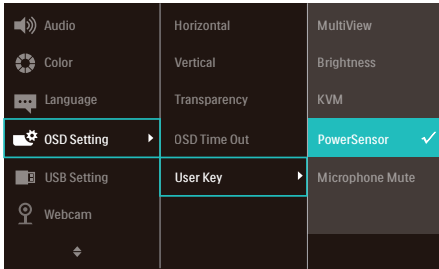 Audio
Color
Language
OSD Setting
USB Setting
Webcam
Horizontal
Vertical
Transparency
OSD Time Out
User Key
MultiView
Brightness
KVM
PowerSensor
Microphone Mute